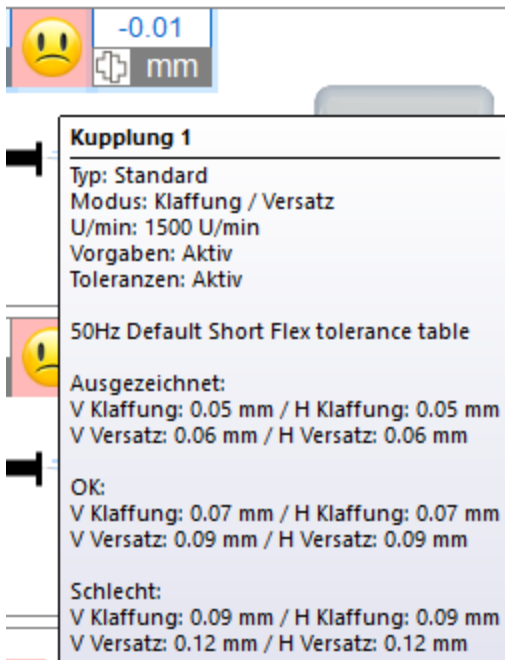 -0.01
mm
Kupplung 1
Typ: Standard
Modus: Klaffung / Versatz
U/min: 1500 U/min
Vorgaben: Aktiv
Toleranzen: Aktiv
50Hz Default Short Flex tolerance table
Ausgezeichnet:
V Klaffung: 0.05 mm / H Klaffung: 0.05 mm
V Versatz: 0.06 mm / H Versatz: 0.06 mm
OK:
V Klaffung: 0.07 mm / H Klaffung: 0.07 mm
V Versatz: 0.09 mm / H Versatz: 0.09 mm
Schlecht:
V Klaffung: 0.09 mm / H Klaffung: 0.09 mm
V Versatz: 0.12 mm / H Versatz: 0.12 mm